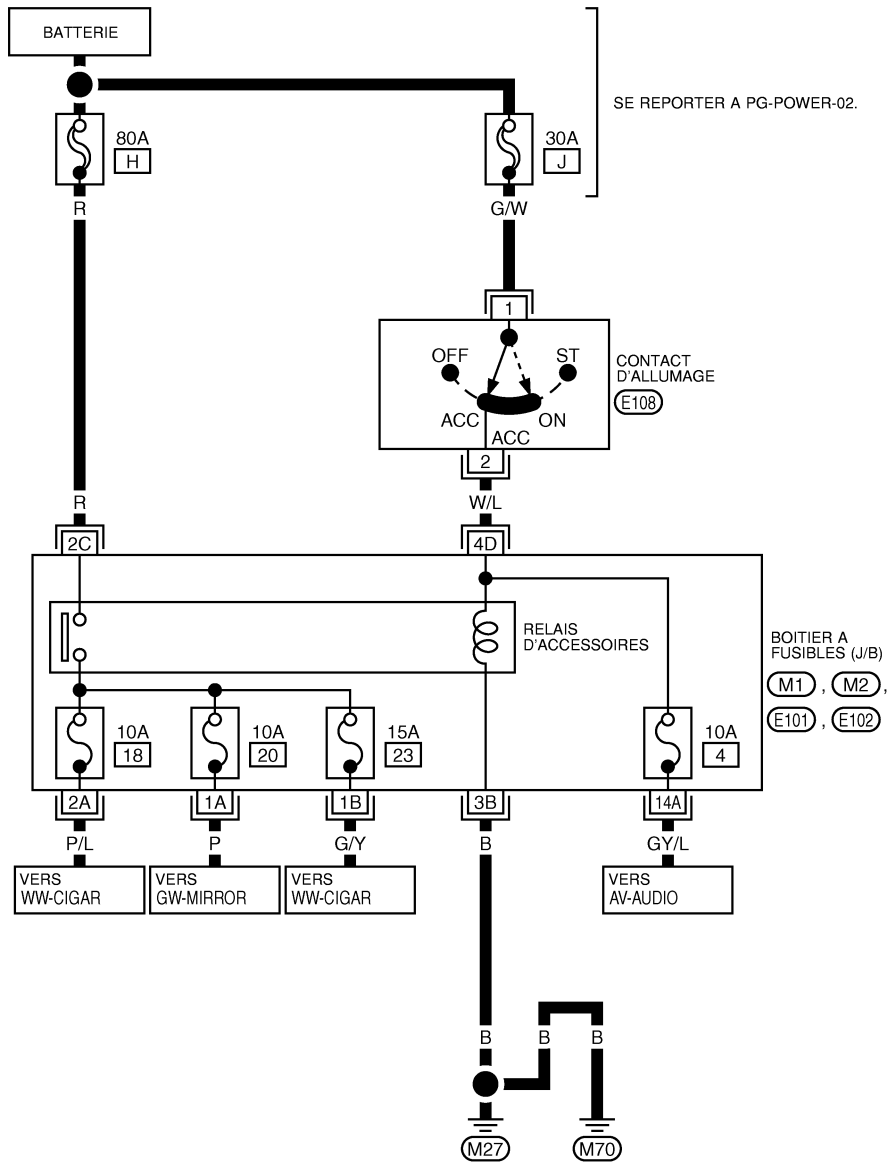 BATTERIE
SE REPORTER A PG-POWER-02.
80A
H
30A
J
R
G/W
1
OFF
ST
CONTACT
D'ALLUMAGE
E108
ACC
ON
ACC
2
R
W/L
2C
4D
RELAIS
D'ACCESSOIRES
BOITIER A
FUSIBLES (J/B)
M1 , M2 ,
E101 , E102
10A
18
10A
20
15A
23
10A
4
2A
1A
1B
3B
14A
P/L
P
G/Y
B
GY/L
VERS
WW-CIGAR
VERS
GW-MIRROR
VERS
WW-CIGAR
VERS
AV-AUDIO
B
B
B
M27
M70